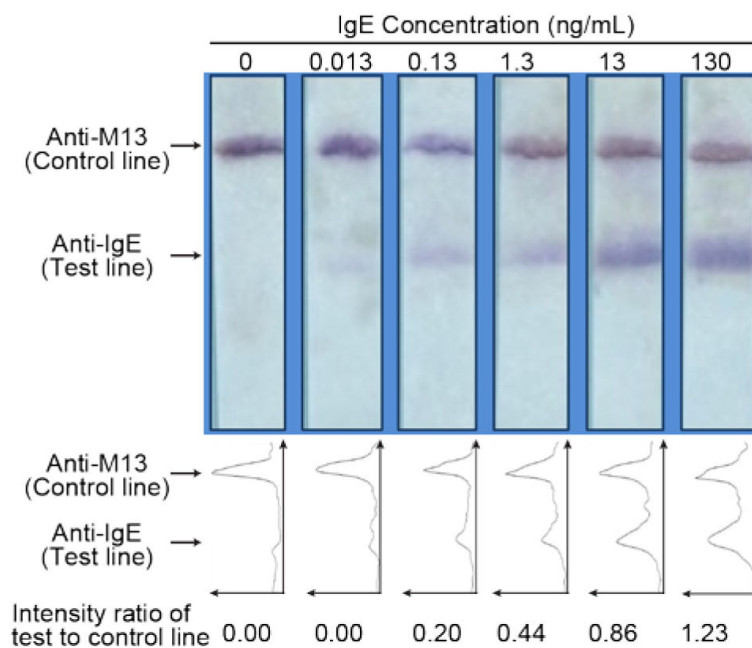 IgE Concentration (ng/mL)
0 0.013 0.13 1.3 13 130
Anti-M13
(Control line)
Anti-IgE
(Test line)
Anti-M13
(Control line)
Anti-IgE
(Test line)
Intensity ratio of
test to control line 0.00 0.00 0.20 0.44 0.86 1.23